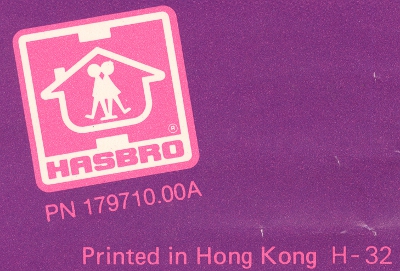 HASBRO®
PN 179710.00A
Printed in Hong Kong H-32